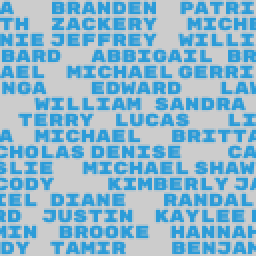 A BRANDEN PATRI
TH ZACKERY MICHE
NIE JEFFREY WILLI
BARD ABBIGAIL BR
AEL MICHAEL GERRI
NGA EDWARD LAW
WILLIAM SANDRA
TERRY LUCAS LI
A MICHAEL BRITTA
CHOLAS DENISE CA
SLIE MICHAEL SHAW
CODY KIMBERLY JA
IEL DIANE RANDAL
RD JUSTIN KAYLEE
MIN BROOKE HANNAH
DY TAMIR BENJAM